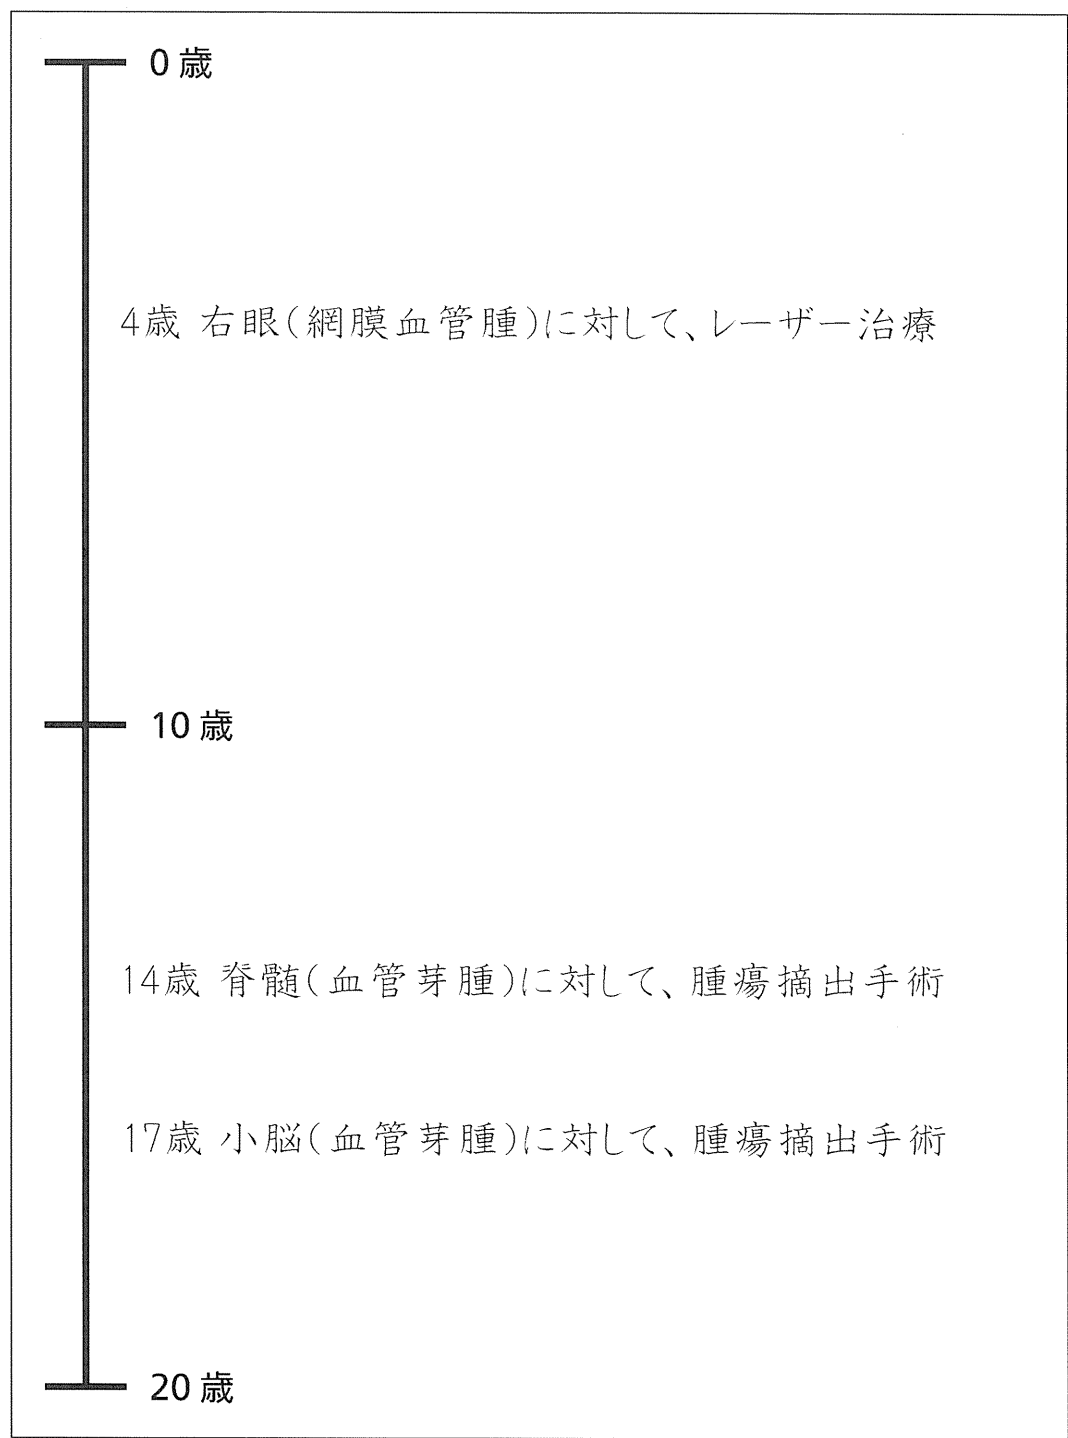 0歳
4歳 右眼(網膜血管腫)に対して、レーザー治療
10歳
14歳 脊髄(血管芽腫)に対して、腫瘍摘出手術
17歳 小脳(血管芽腫)に対して、腫瘍摘出手術
20歳